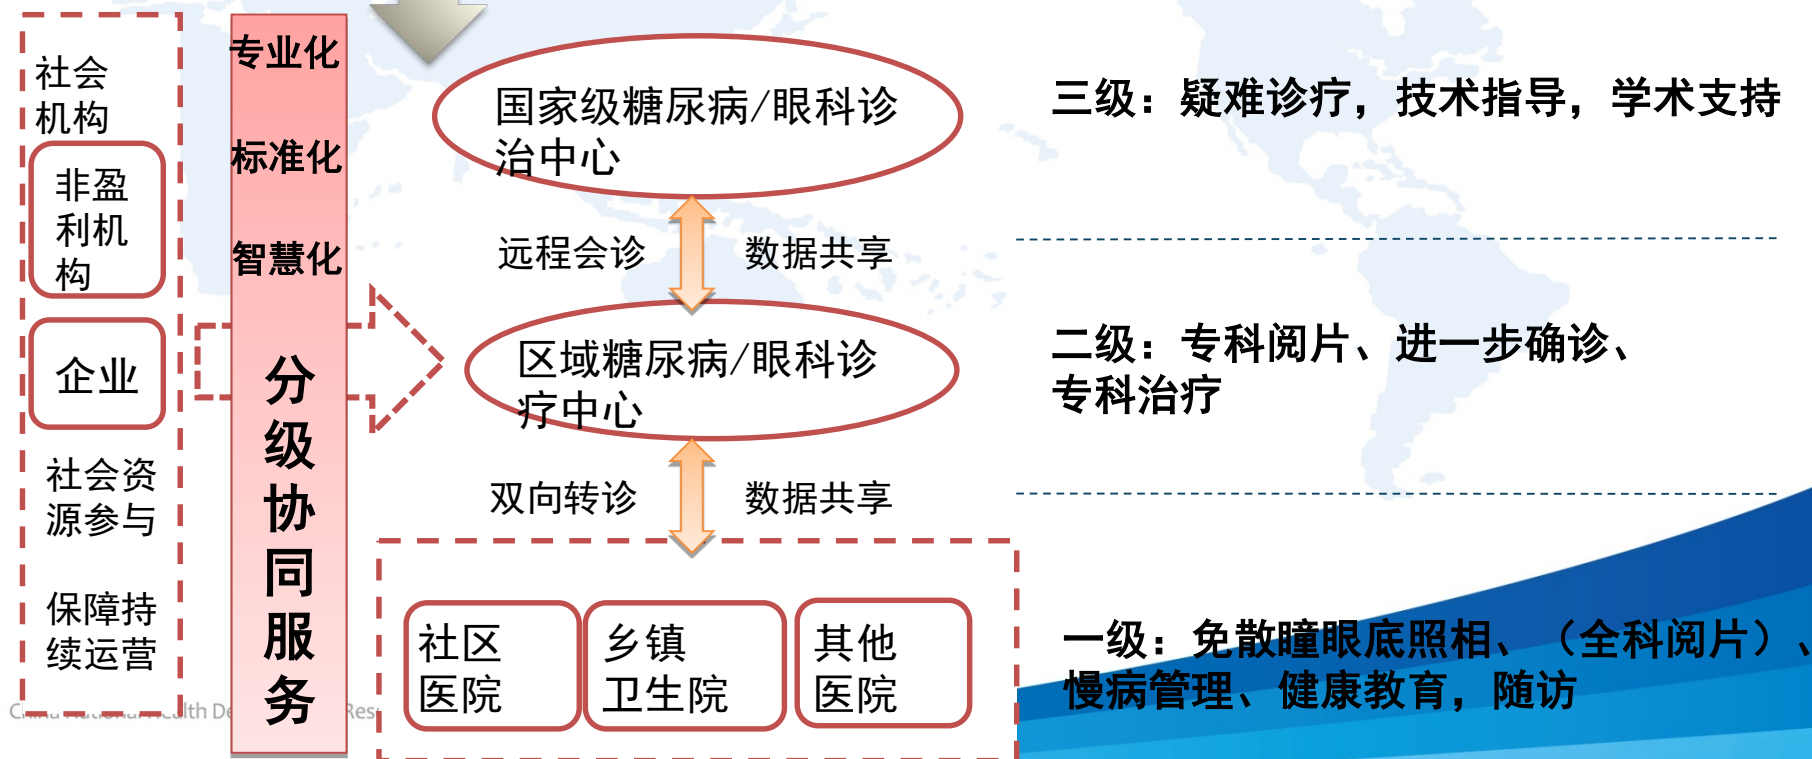 社会
机构
非盈
利机
构
企业
社会资
源参与
保障持
续运营
专业化
标准化
智慧化
分
级
协
同
服
务
国家级糖尿病/眼科诊
治中心
远程会诊
数据共享
区域糖尿病/眼科诊
疗中心
双向转诊
数据共享
社区
医院
乡镇
卫生院
其他
医院
三级：疑难诊疗，技术指导，学术支持
二级：专科阅片、进一步确诊、
专科治疗
一级：免散瞳眼底照相、（全科阅片）、
慢病管理、健康教育，随访
China National Health De
Res